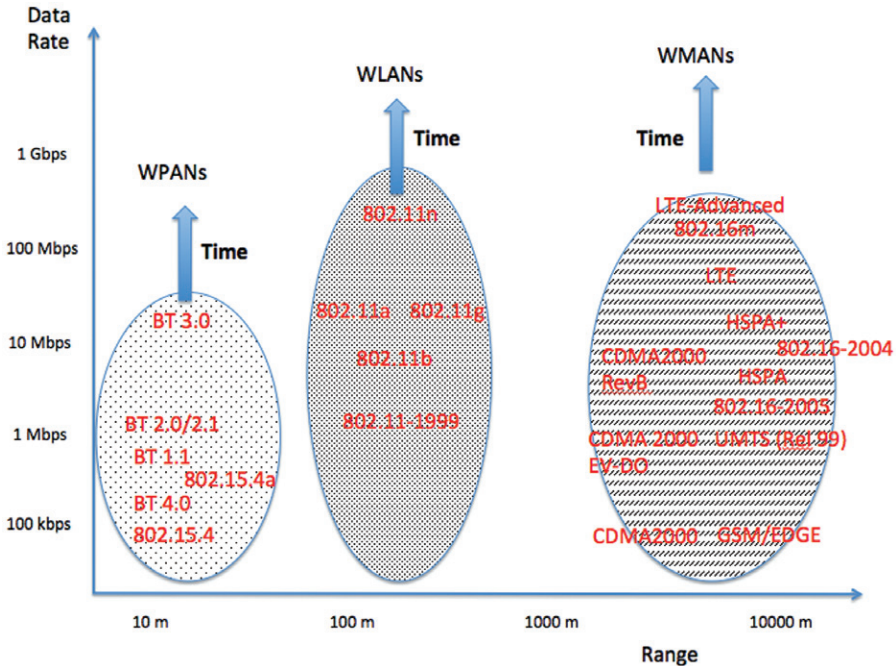 Data
Rate
WMANs
WLANs
Time
Time
1 Gbps
WPANs
LTE-Advanced
802.11n
802.16m
100 Mbps
Time
LTE
802.11a
802.11g
BT 3.0
HSPA+
10 Mbps
802.16-2004
802.11b
CDMA2000
RevB
HSPA
802.16-2005
802.11-1999
BT 2.0/2.1
1 Mbps
CDMA 2000
EV-DO
UMTS (Rel 99)
BT 1.1
802.15.4a
BT 4.0
100 kbps
802.15.4
CDMA2000
GSM/EDGE
10 m
100 m
1000 m
10000 m
Range